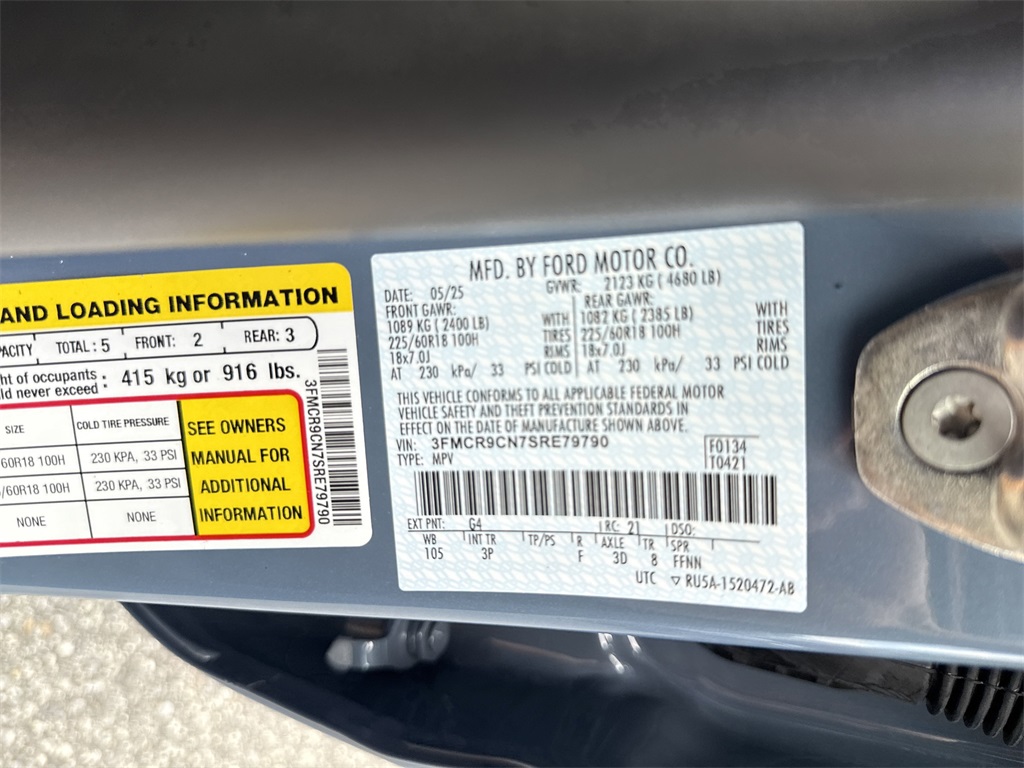 AND LOADING INFORMATION
PACITY TOTAL: 5 FRONT: 2 REAR: 3
ht of occupants : 415 kg or 916 lbs.
ld never exceed
SIZE COLD TIRE PRESSURE
60R18 100H 230 KPA, 33 PSI
/60R18 100H 230 KPA, 33 PSI
NONE NONE
SEE OWNERS
MANUAL FOR
ADDITIONAL
INFORMATION
3FMCR9CN7SRE79790
MFD. BY FORD MOTOR CO.
DATE: 05/25 GVWR: 2123 KG ( 4680 LB)
FRONT GAWR: REAR GAWR:
1089 KG ( 2400 LB) WITH 1082 KG ( 2385 LB) WITH
225/60R18 100H TIRES 225/60R18 100H TIRES
18x7.0J RIMS 18x7.0J RIMS
AT 230 kPa/ 33 PSI COLD AT 230 kPa/ 33 PSI COLD
THIS VEHICLE CONFORMS TO ALL APPLICABLE FEDERAL MOTOR
VEHICLE SAFETY AND THEFT PREVENTION STANDARDS IN
EFFECT ON THE DATE OF MANUFACTURE SHOWN ABOVE.
VIN: 3FMCR9CN7SRE79790 F0134
TYPE: MPV T0421
EXT PNT: G4 RC: 21 DSO:
WB INT TR TP/PS R AXLE TR SPR
105 3P F 3D 8 FFNN
UTC ▽ RU5A-1520472-AB